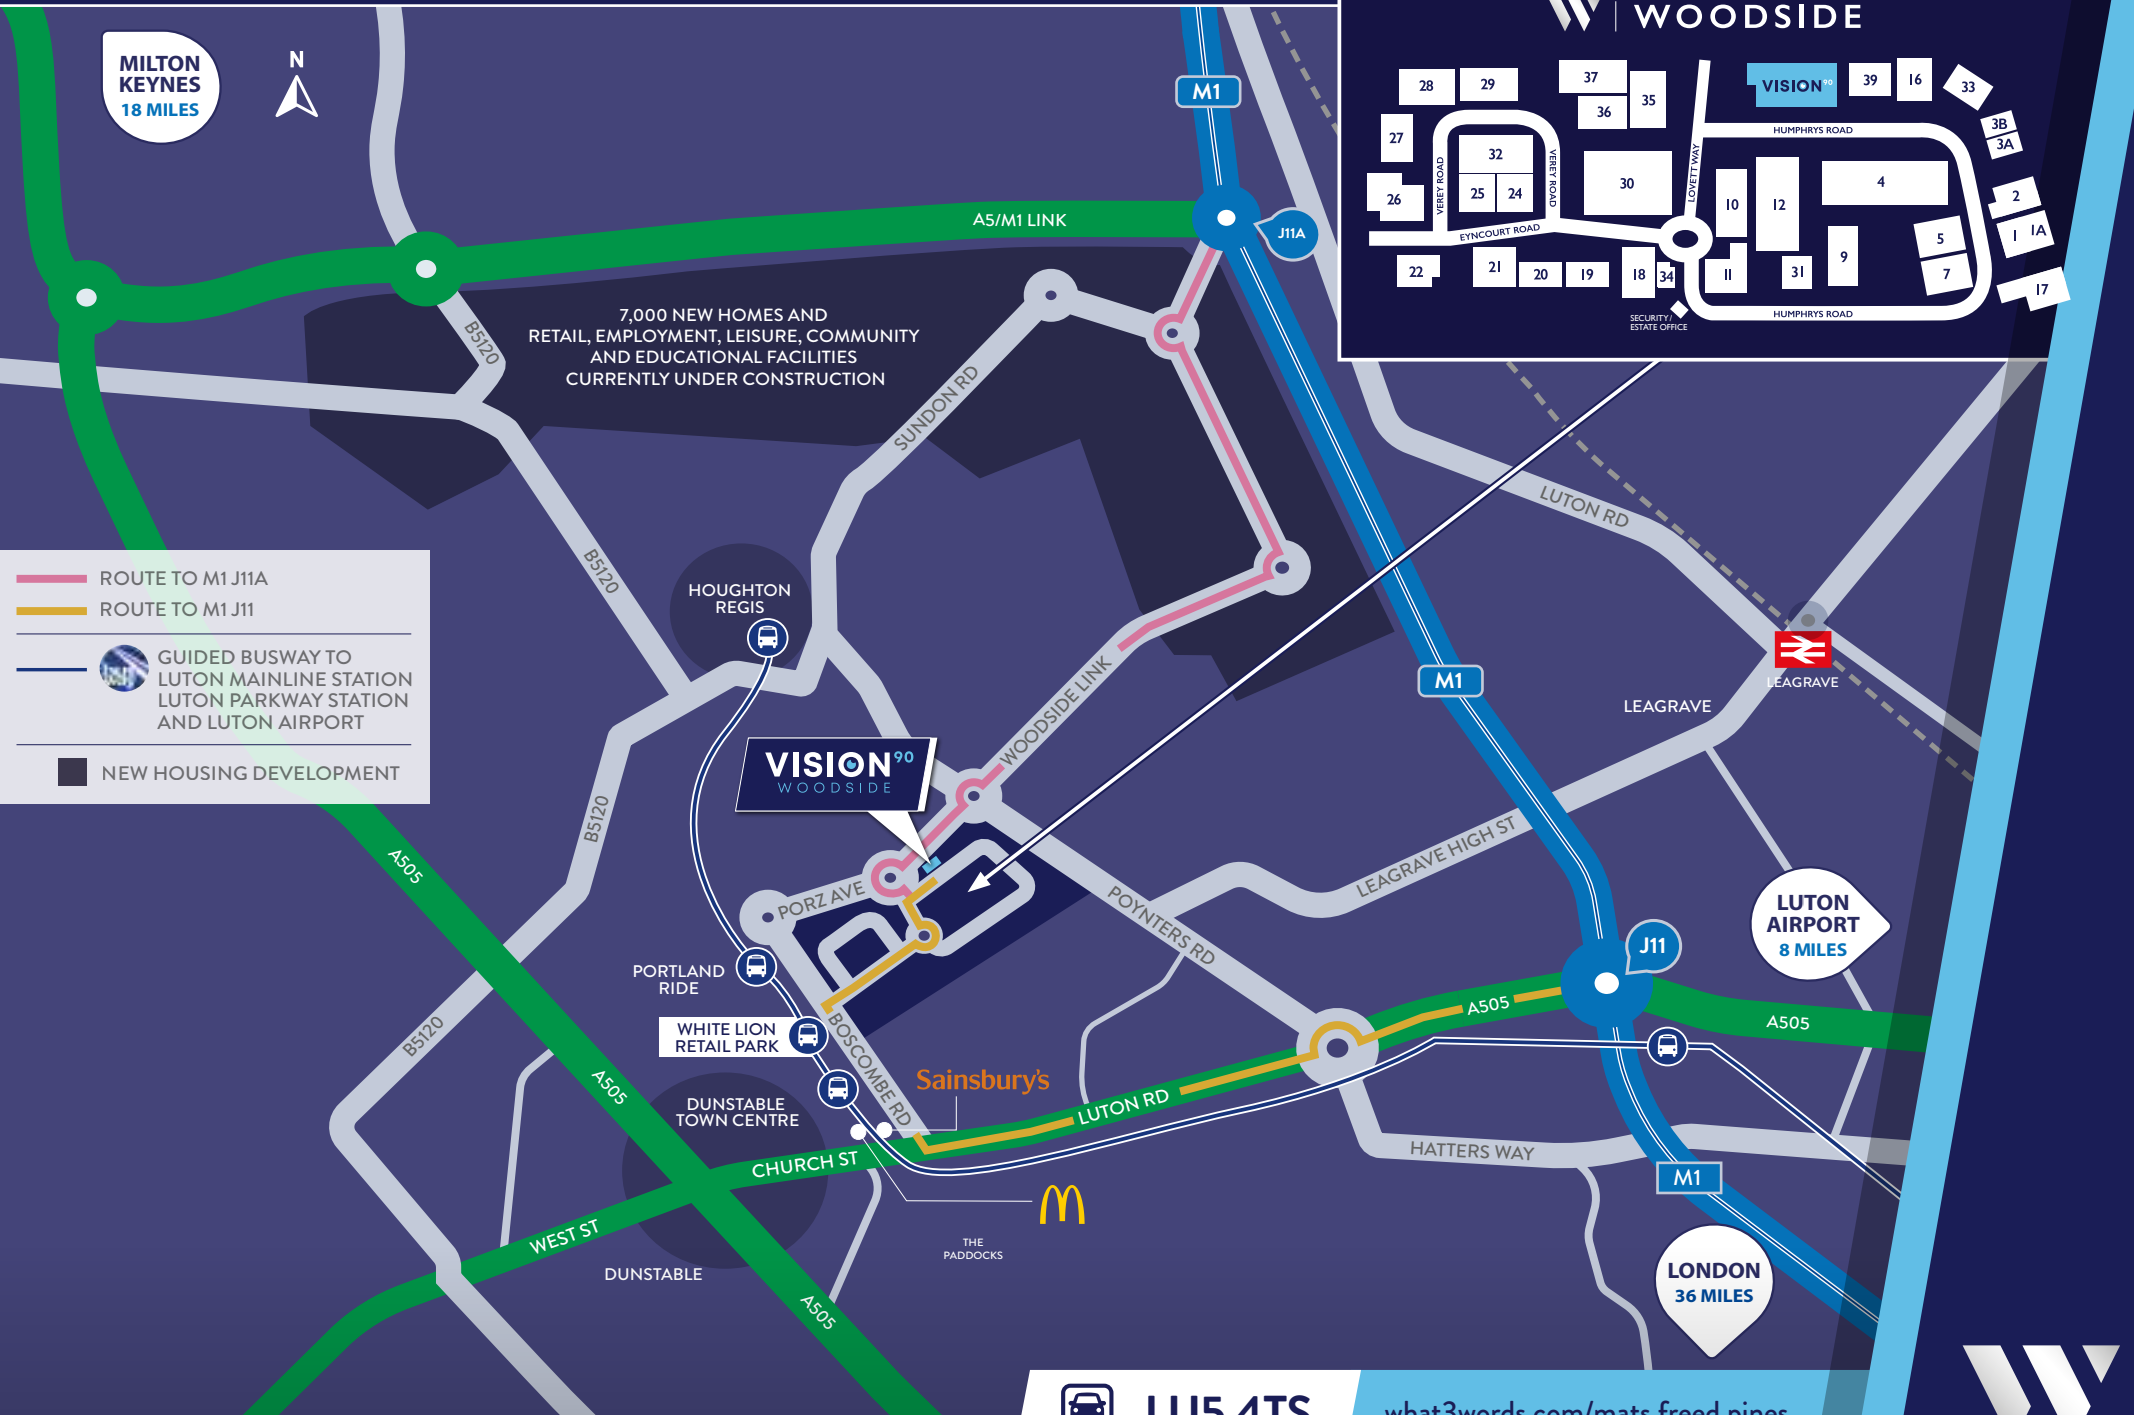 MILTON
KEYNES
18 MILES
N
M1
A5/M1 LINK
J11A
7,000 NEW HOMES AND
RETAIL, EMPLOYMENT, LEISURE, COMMUNITY
AND EDUCATIONAL FACILITIES
CURRENTLY UNDER CONSTRUCTION
B5120
SUNDON RD
WOODSIDE
28
29
37
36
35
VISION90
39
16
33
27
32
25
24
30
26
VEREY ROAD
VEREY ROAD
EYNCOURT ROAD
LOVETT WAY
HUMPHRYS ROAD
3B
3A
10
12
4
2
1
1A
5
7
9
22
21
20
19
18
34
11
31
17
SECURITY/
ESTATE OFFICE
HUMPHRYS ROAD
LUTON RD
ROUTE TO M1 J11A
ROUTE TO M1 J11
GUIDED BUSWAY TO
LUTON MAINLINE STATION
LUTON PARKWAY STATION
AND LUTON AIRPORT
NEW HOUSING DEVELOPMENT
B5120
HOUGHTON
REGIS
WOODSIDE LINK
M1
LEAGRAVE
LEAGRAVE
VISION90
WOODSIDE
B5120
A505
PORZ AVE
POYNTERS RD
LEAGRAVE HIGH ST
LUTON
AIRPORT
8 MILES
J11
A505
A505
PORTLAND
RIDE
WHITE LION
RETAIL PARK
BOSCOMBE RD
B5120
A505
Sainsbury's
DUNSTABLE
TOWN CENTRE
LUTON RD
CHURCH ST
HATTERS WAY
M1
WEST ST
THE
PADDOCKS
DUNSTABLE
A505
LONDON
36 MILES
LU5 4TS
what3words.com/mats.freed.pines